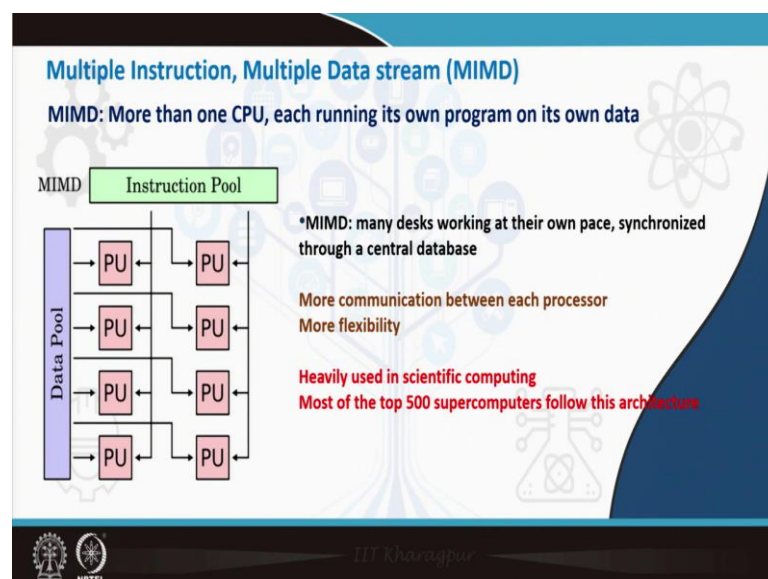 Multiple Instruction, Multiple Data stream (MIMD)
MIMD: More than one CPU, each running its own program on its own data
MIMD
Instruction Pool
Data Pool
PU PU
PU PU
PU PU
PU PU
•MIMD: many desks working at their own pace, synchronized
through a central database
More communication between each processor
More flexibility
Heavily used in scientific computing
Most of the top 500 supercomputers follow this architecture
IIT Kharagpur
NPTEL